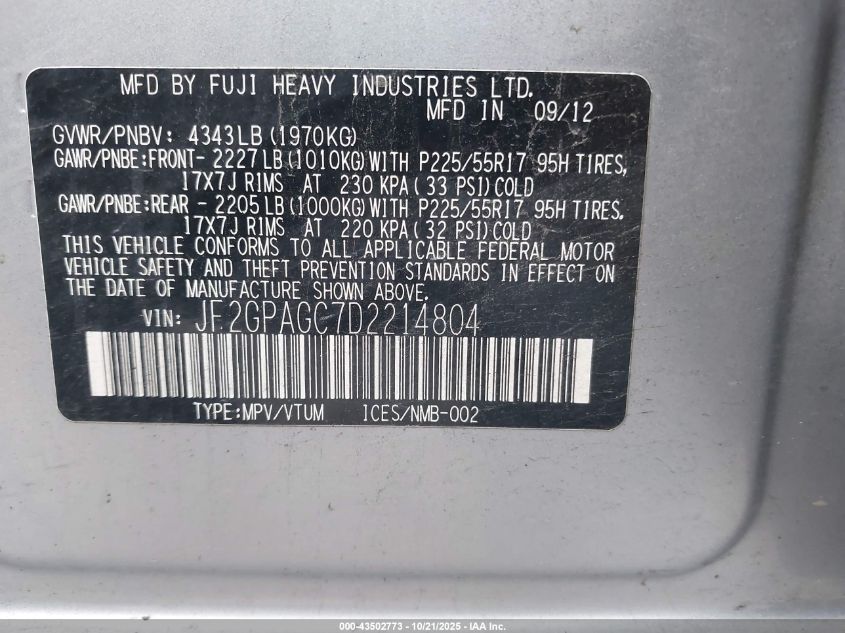 MFD BY FUJI HEAVY INDUSTRIES LTD.
MFD IN 09/12
GVWR/PNBV: 4343LB (1970KG)
GAWR/PNBE:FRONT- 2227LB (1010KG)WITH P225/55R17 95H TIRES,
17X7J RIMS AT 230 KPA (33 PSI)COLD
GAWR/PNBE:REAR - 2205LB (1000KG)WITH P225/55R17 95H TIRES.
17X7J RIMS AT 220 KPA (32 PSI)COLD
THIS VEHICLE CONFORMS TO ALL APPLICABLE FEDERAL MOTOR
VEHICLE SAFETY AND THEFT PREVENTION STANDARDS IN EFFECT ON
THE DATE OF MANUFACTURE SHOWN ABOVE.
VIN: JF2GPAGC7D2214804
TYPE:MPV/VTUM ICES/NMB-002
000-43502773 - 10/21/2025 - IAA Inc.